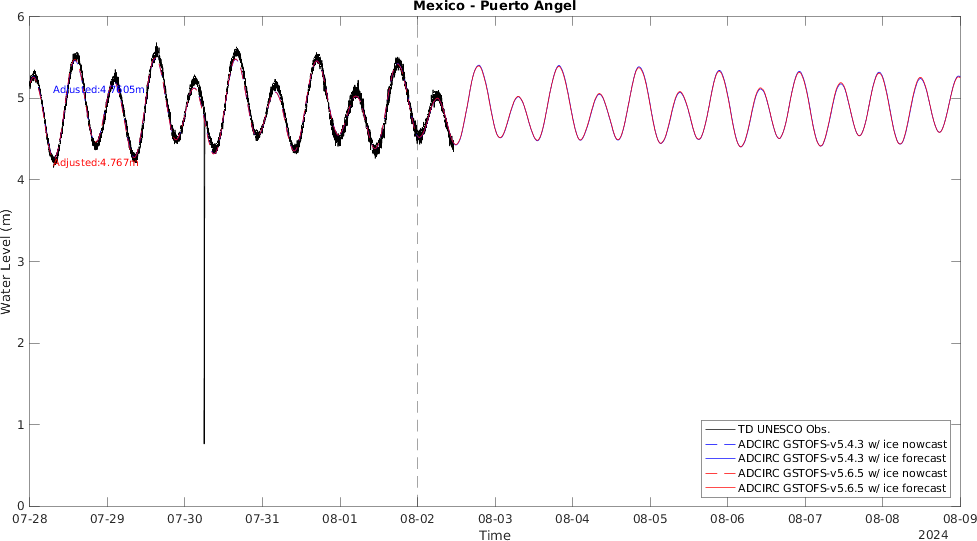 Mexico - Puerto Angel
6
5
4
3
2
1
0
Water Level (m)
Adjusted:4.7605m
Adjusted:4.767m
TD UNESCO Obs.
ADCIRC GSTOFS-v5.4.3 w/ ice nowcast
ADCIRC GSTOFS-v5.4.3 w/ ice forecast
ADCIRC GSTOFS-v5.6.5 w/ ice nowcast
ADCIRC GSTOFS-v5.6.5 w/ ice forecast
07-28 07-29 07-30 07-31 08-01 08-02 08-03 08-04 08-05 08-06 08-07 08-08 08-09
Time
2024